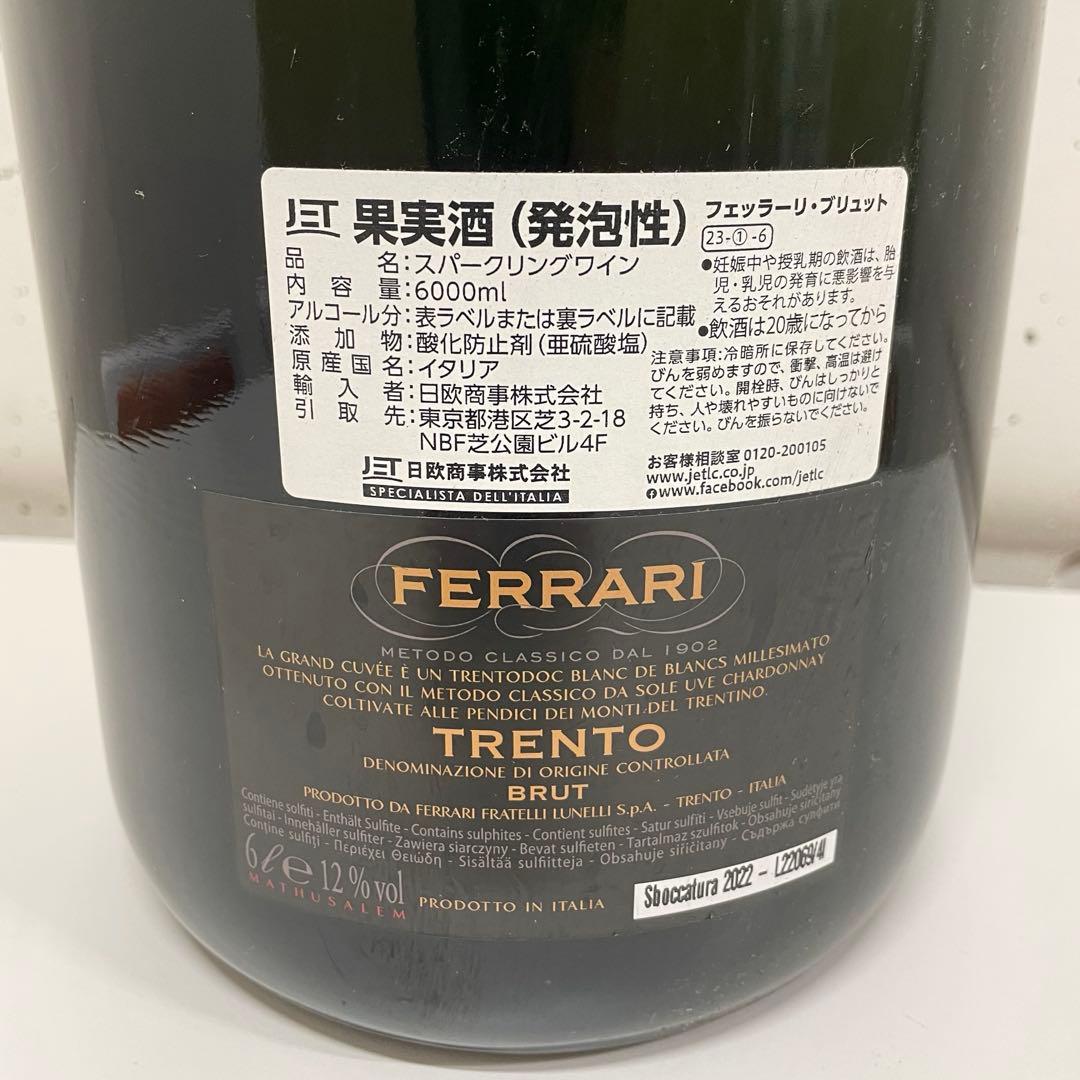 JET 果実酒(発泡性)
品名:スパークリングワイン
内容量:6000ml
アルコール分:表ラベルまたは裏ラベルに記載
添加物:酸化防止剤(亜硫酸塩)
原産国:イタリア
輸入者:日欧商事株式会社
引取先:東京都港区芝3-2-18
NBF芝公園ビル4F
JET 日欧商事株式会社
SPECIALISTA DELL'ITALIA
フェッラーリ・ブリュット
23-①-6
●妊娠中や授乳期の飲酒は、胎
児・乳児の発育に悪影響を与
えるおそれがあります。
●飲酒は20歳になってから
注意事項:冷暗所に保存してください。
びんを弱めますので、衝撃、高温は避け
てください。開栓時、びんはしっかりと
持ち、人や壊れやすいものに向けないで
ください。びんを振らないでください。
お客様相談室 0120-200105
www.jetlc.co.jp
www.facebook.com/jetlc
FERRARI
METODO CLASSICO DAL 1902
LA GRAND CUVÉE È UN TRENTODOC BLANC DE BLANCS MILLESIMATO
OTTENUTO CON IL METODO CLASSICO DA SOLE UVE CHARDONNAY
COLTIVATE ALLE PENDICI DEI MONTI DEL TRENTINO.
TRENTO
DENOMINAZIONE DI ORIGINE CONTROLLATA
BRUT
PRODOTTO DA FERRARI FRATELLI LUNELLI S.p.A. - TRENTO - ITALIA
Contiene solfiti - Enthält Sulfite - Contains sulphites - Contient sulfites - Satur sulfīti - Vsebuje sulfit - Sudetyje yra
sulfitai - Innehåller sulfiter - Zawiera siarczyny - Bevat sulfieten - Tartalmaz szulfitok - Obsahuje siřičitany
Conţine sulfiţi - Περιέχει Θειώδη - Sisältää sulfiitteja - Obsahuje siřičitany - Съдържа сулфити
6ℓ℮ 12% vol
MATHUSALEM
PRODOTTO IN ITALIA
Sboccatura 2022 - L22069/4I